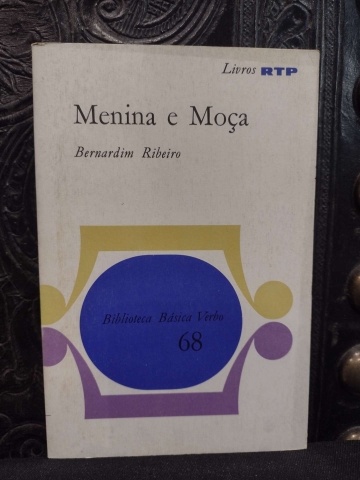 Livros RTP
Menina e Moça
Bernardim Ribeiro
Biblioteca Básica Verbo
68